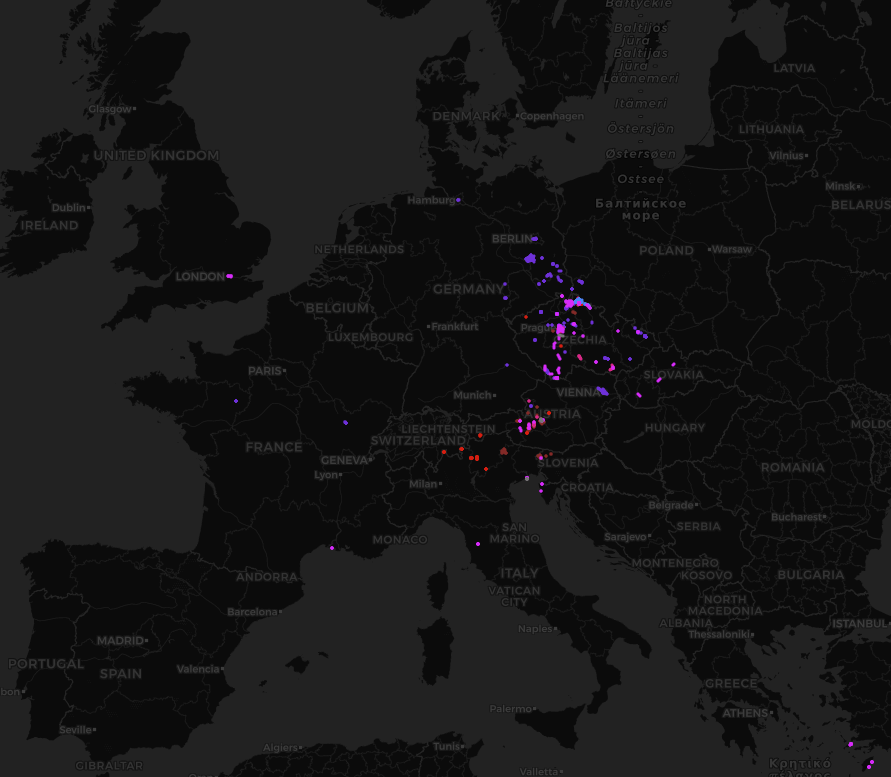 Baltyckie
-
Baltijos
jūra -
Baltijas
jūra -
Läänemeri
-
Itämeri
-
Östersjön
-
Østersøen
-
Ostsee
Балтийское
море
LATVIA
Glasgow
DENMARK
Copenhagen
LITHUANIA
UNITED KINGDOM
Vilnius
Minsk
Dublin
Hamburg
BELARUS
IRELAND
BERLIN
NETHERLANDS
POLAND
Warsaw
LONDON
GERMANY
BELGIUM
Frankfurt
Prague
LUXEMBOURG
CZECHIA
PARIS
SLOVAKIA
Munich
VIENNA
AUSTRIA
MOLDO
LIECHTENSTEIN
HUNGARY
SWITZERLAND
FRANCE
GENEVA
SLOVENIA
ROMANIA
Lyon
Milan
CROATIA
Belgrade
Bucharest
SAN
MARINO
SERBIA
MONACO
Sarajevo
MONTENEGRO
ITALY
KOSOVO
BULGARIA
ANDORRA
VATICAN
CITY
NORTH
MACEDONIA
Barcelona
ALBANIA
ISTANBUL
Naples
Thessaloniki
MADRID
PORTUGAL
Valencia
SPAIN
GREECE
bon
Palermo
ATHENS
Seville
Algiers
Tunis
GIBRALTAR
Κρητικό
Valletta